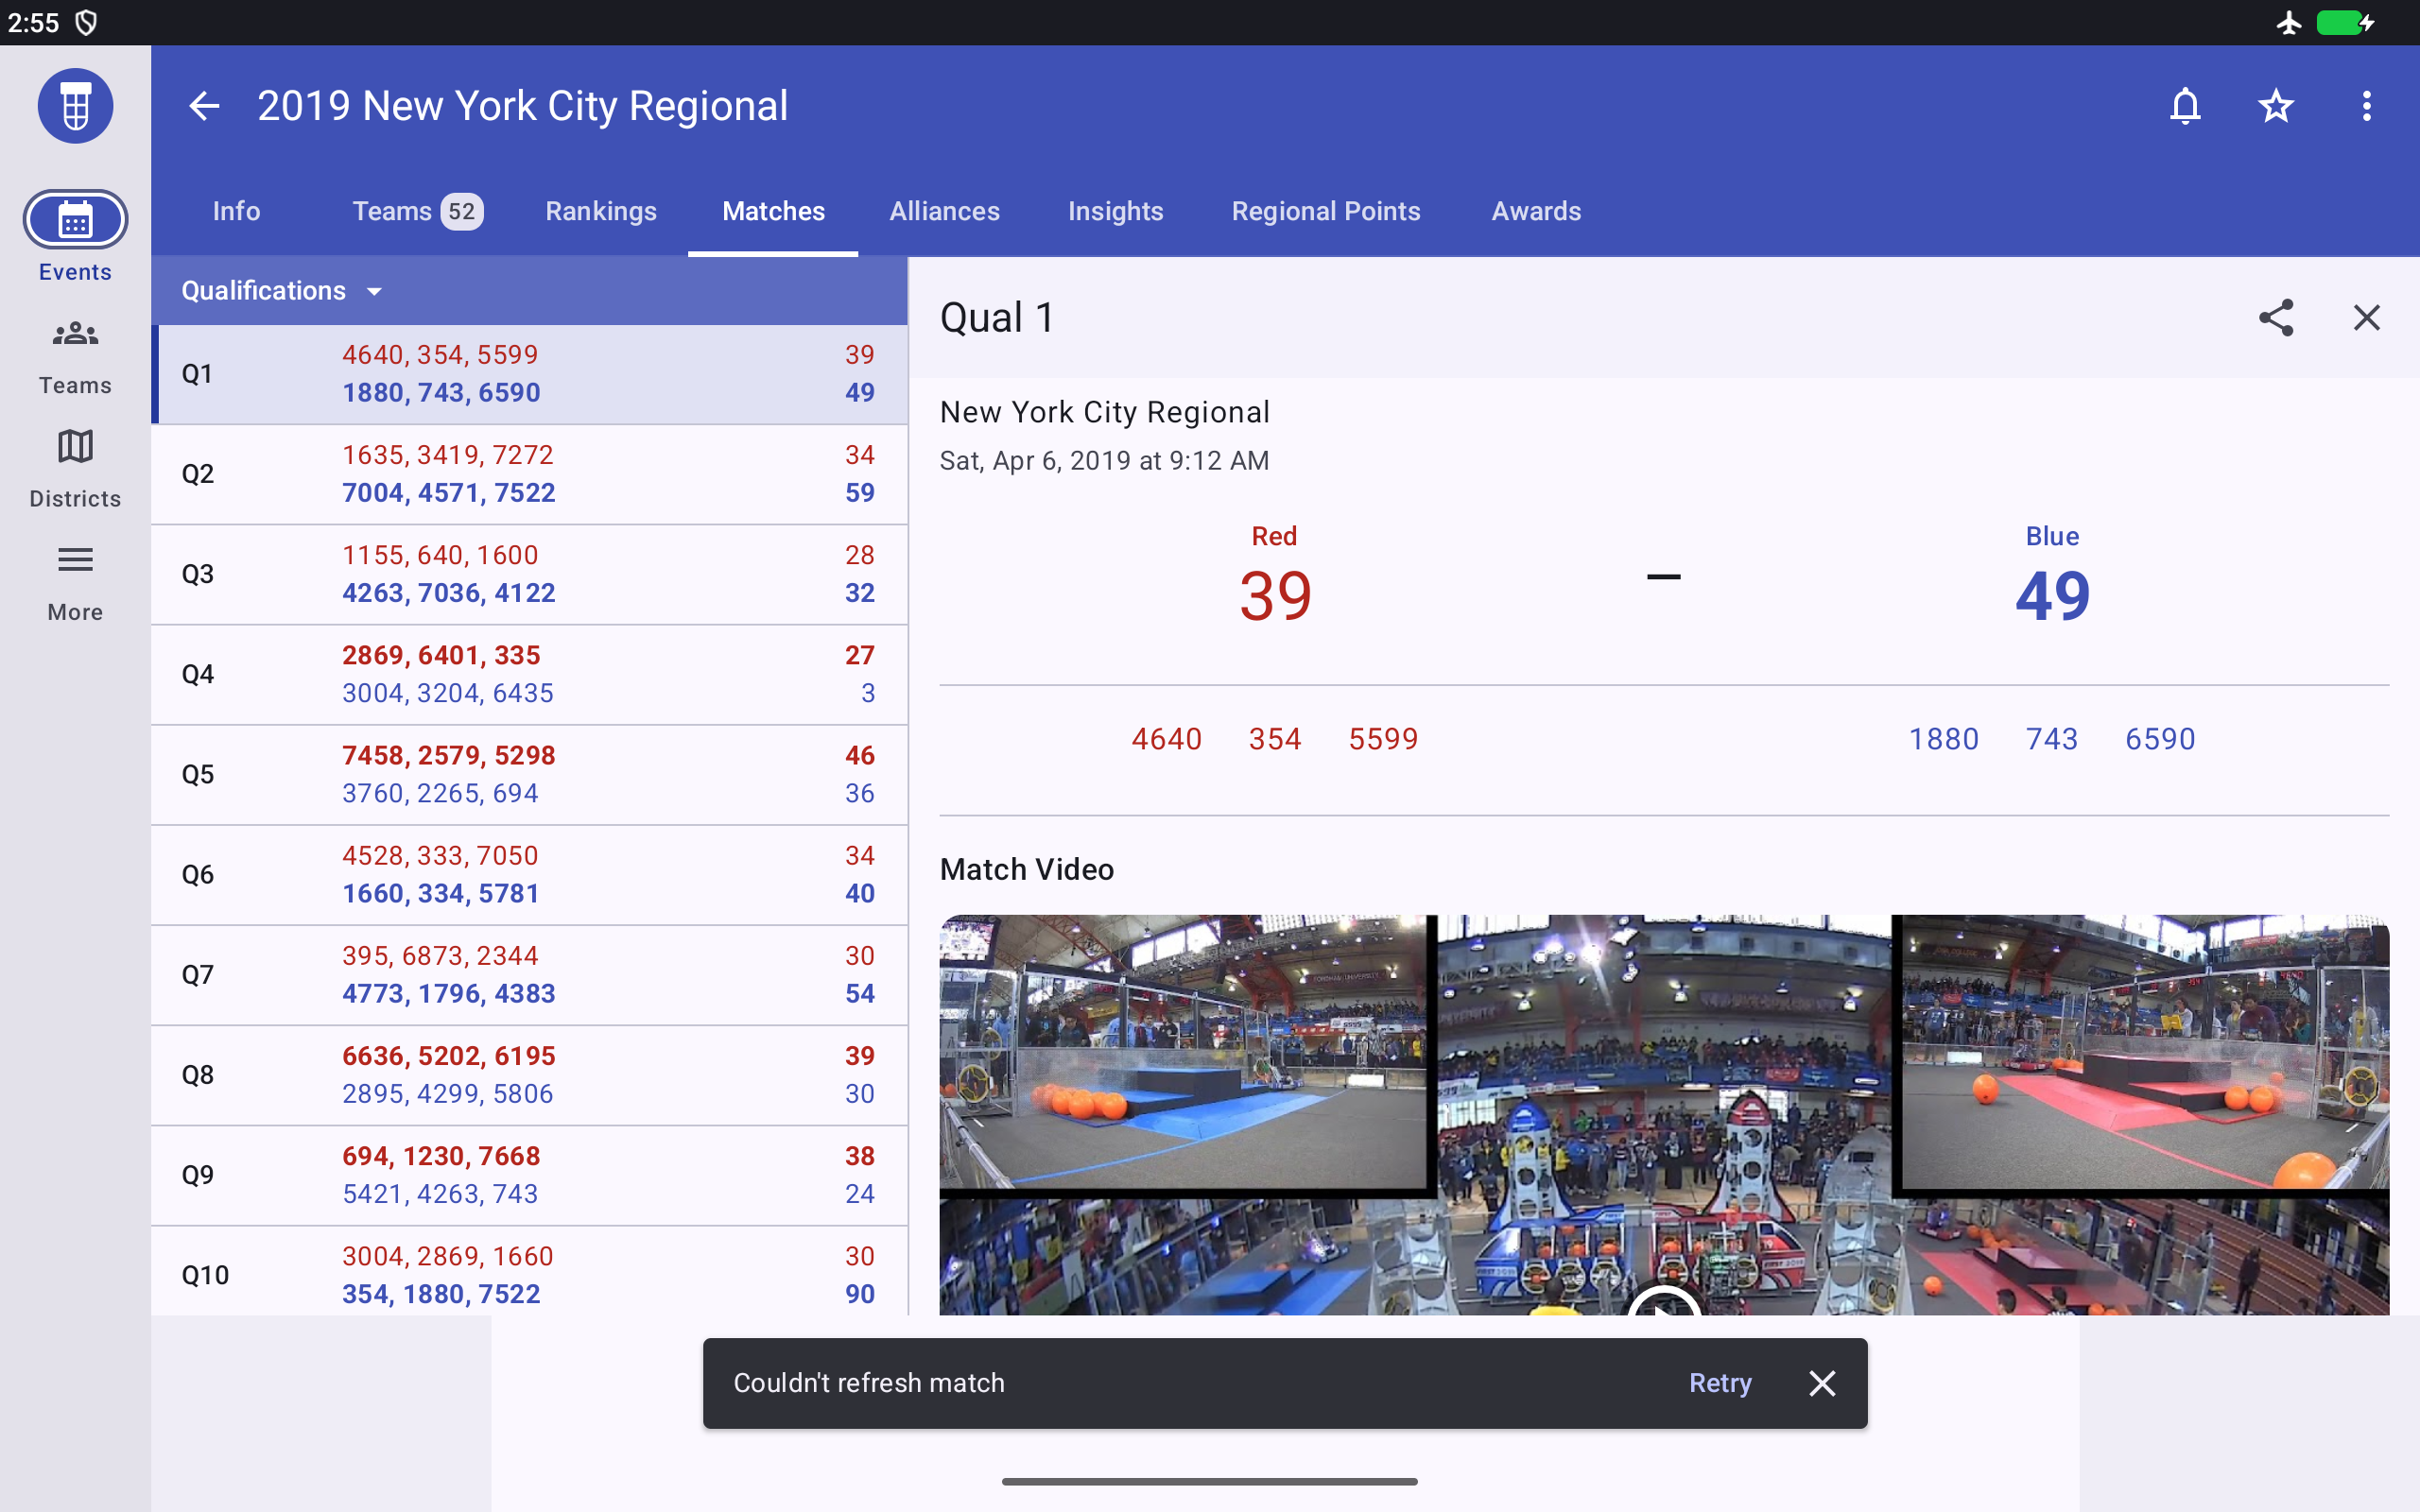 2:55
2019 New York City Regional
Info
Teams 52
Rankings
Matches
Alliances
Insights
Regional Points
Awards
Events
Teams
Districts
More
Qualifications
Q1
4640, 354, 5599 39
1880, 743, 6590 49
Q2
1635, 3419, 7272 34
7004, 4571, 7522 59
Q3
1155, 640, 1600 28
4263, 7036, 4122 32
Q4
2869, 6401, 335 27
3004, 3204, 6435 3
Q5
7458, 2579, 5298 46
3760, 2265, 694 36
Q6
4528, 333, 7050 34
1660, 334, 5781 40
Q7
395, 6873, 2344 30
4773, 1796, 4383 54
Q8
6636, 5202, 6195 39
2895, 4299, 5806 30
Q9
694, 1230, 7668 38
5421, 4263, 743 24
Q10
3004, 2869, 1660 30
354, 1880, 7522 90
Qual 1
New York City Regional
Sat, Apr 6, 2019 at 9:12 AM
Red
39
–
Blue
49
4640 354 5599
1880 743 6590
Match Video
Couldn't refresh match
Retry